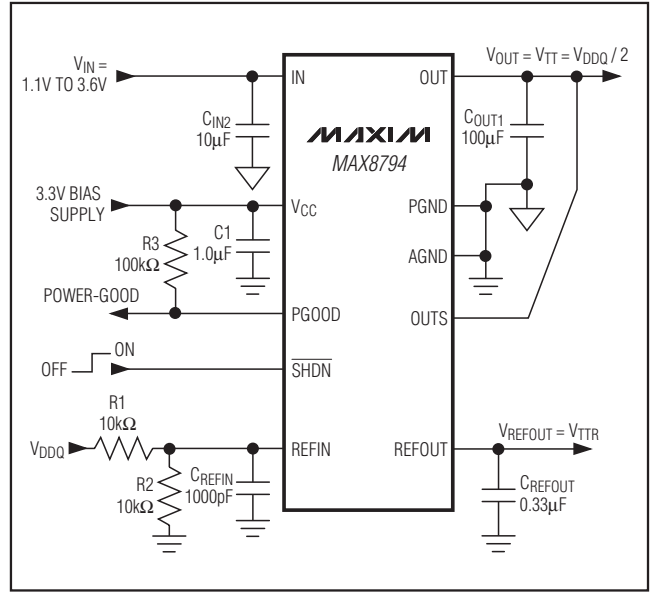 V_IN =
1.1V TO 3.6V
IN
C_IN2
10µF
3.3V BIAS
SUPPLY
V_CC
R3
100kΩ
C1
1.0µF
POWER-GOOD
PGOOD
OFF
ON
SHDN
R1
10kΩ
V_DDQ
REFIN
R2
10kΩ
C_REFIN
1000pF
MAXIM
MAX8794
OUT
V_OUT = V_TT = V_DDQ / 2
C_OUT1
100µF
PGND
AGND
OUTS
REFOUT
V_REFOUT = V_TTR
C_REFOUT
0.33µF